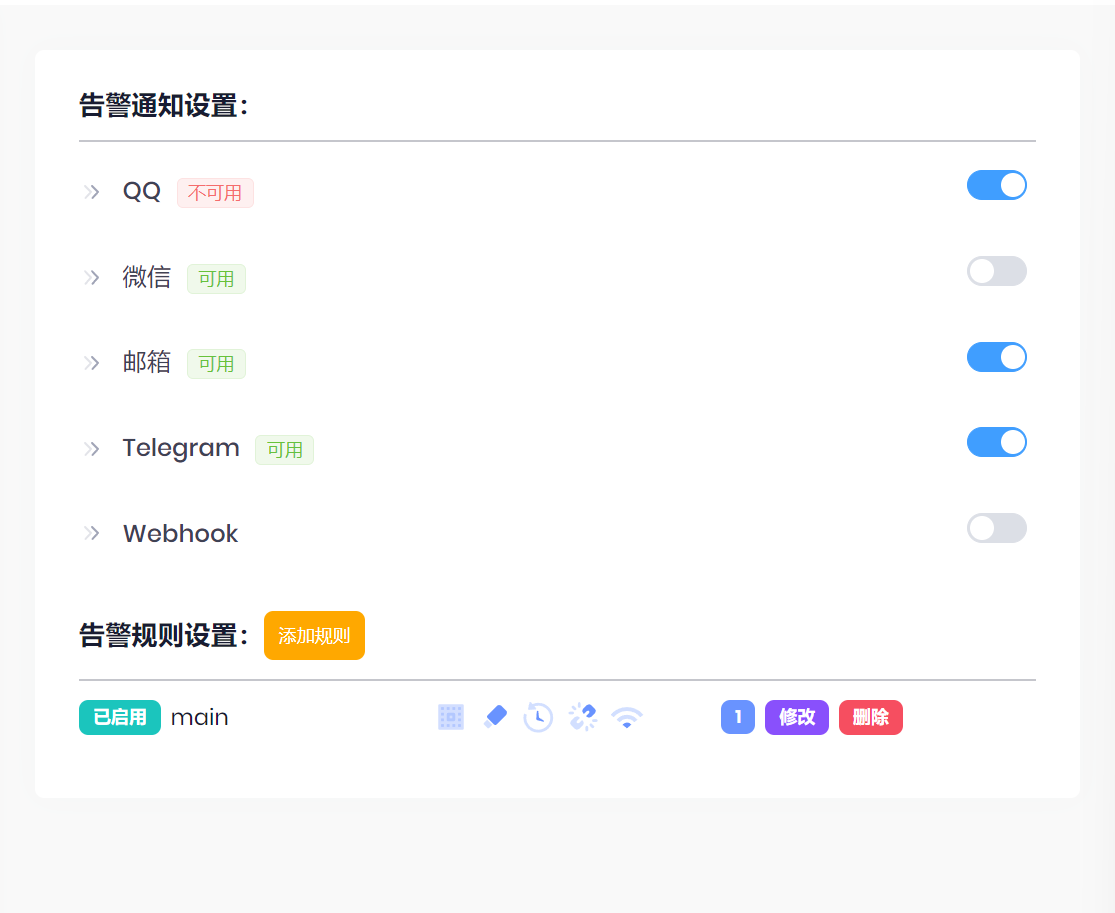 告警通知设置：
QQ 不可用
微信 可用
邮箱 可用
Telegram 可用
Webhook
告警规则设置： 添加规则
已启用 main 1 修改 删除